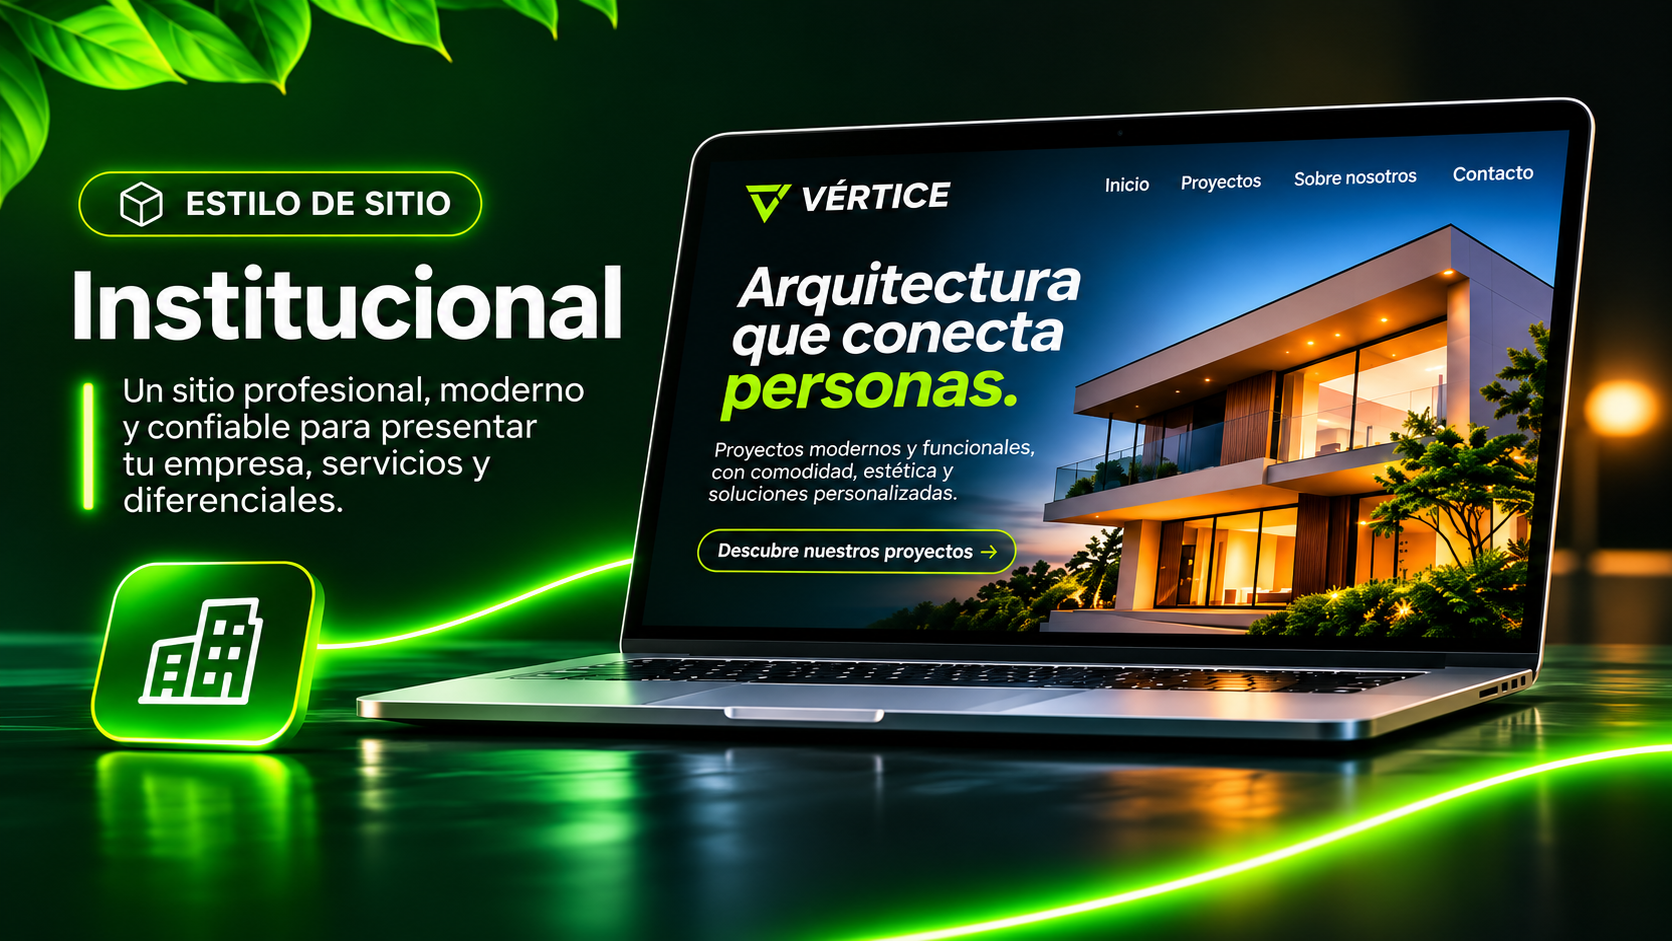 ESTILO DE SITIO
Institucional
Un sitio profesional, moderno
y confiable para presentar
tu empresa, servicios y
diferenciales.
VÉRTICE
Inicio
Proyectos
Sobre nosotros
Contacto
Arquitectura
que conecta
personas.
Proyectos modernos y funcionales,
con comodidad, estética y
soluciones personalizadas.
Descubre nuestros proyectos →